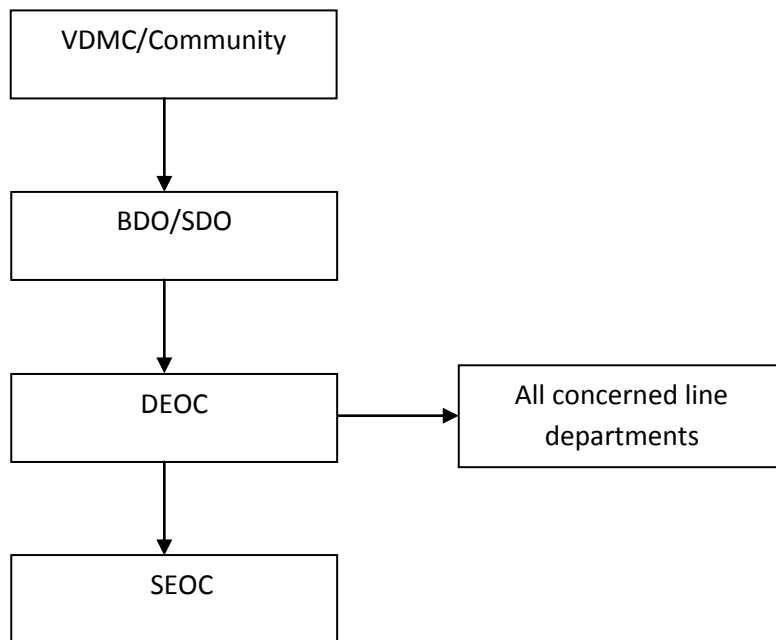 VDMC/Community
BDO/SDO
DEOC
All concerned line
departments
SEOC